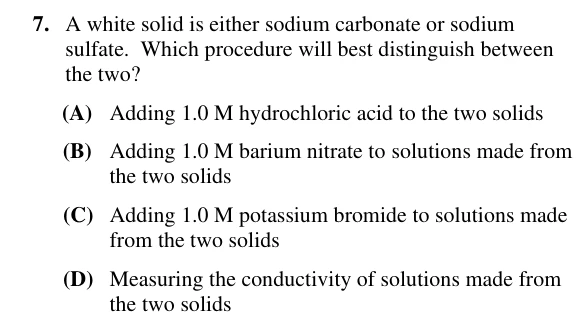 7. A white solid is either sodium carbonate or sodium
sulfate. Which procedure will best distinguish between
the two?
(A) Adding 1.0 M hydrochloric acid to the two solids
(B) Adding 1.0 M barium nitrate to solutions made from
the two solids
(C) Adding 1.0 M potassium bromide to solutions made
from the two solids
(D) Measuring the conductivity of solutions made from
the two solids